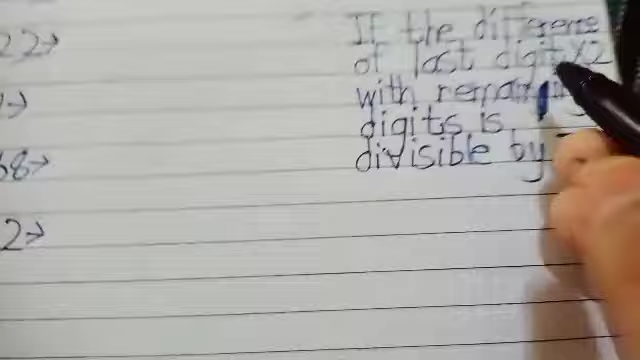 22→
→
68→
2→
If the difference
of last digit×2
with remaining
digits is
divisible by